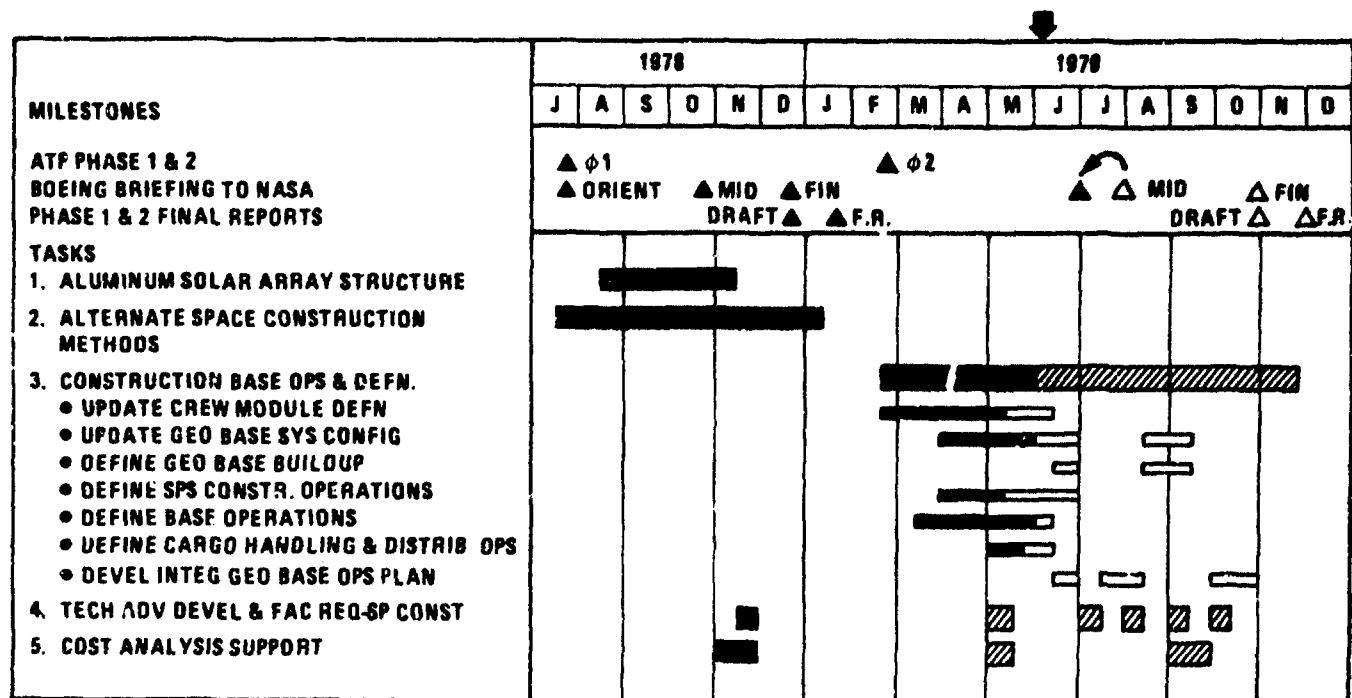 1978 1979
MILESTONES J A S O N D J F M A M J J A S O N D
ATP PHASE 1 & 2 ▲ ϕ1 ▲ ϕ2
BOEING BRIEFING TO NASA ▲ ORIENT ▲ MID ▲ FIN ▲ △ MID △ FIN
PHASE 1 & 2 FINAL REPORTS DRAFT ▲ ▲ F.R. DRAFT △ △ F.R.
TASKS
1. ALUMINUM SOLAR ARRAY STRUCTURE
2. ALTERNATE SPACE CONSTRUCTION
METHODS
3. CONSTRUCTION BASE OPS & DEFN.
• UPDATE CREW MODULE DEFN
• UPDATE GEO BASE SYS CONFIG
• DEFINE GEO BASE BUILDUP
• DEFINE SPS CONSTR. OPERATIONS
• DEFINE BASE OPERATIONS
• DEFINE CARGO HANDLING & DISTRIB OPS
• DEVEL INTEG GEO BASE OPS PLAN
4. TECH ADV DEVEL & FAC REQ-SP CONST
5. COST ANALYSIS SUPPORT